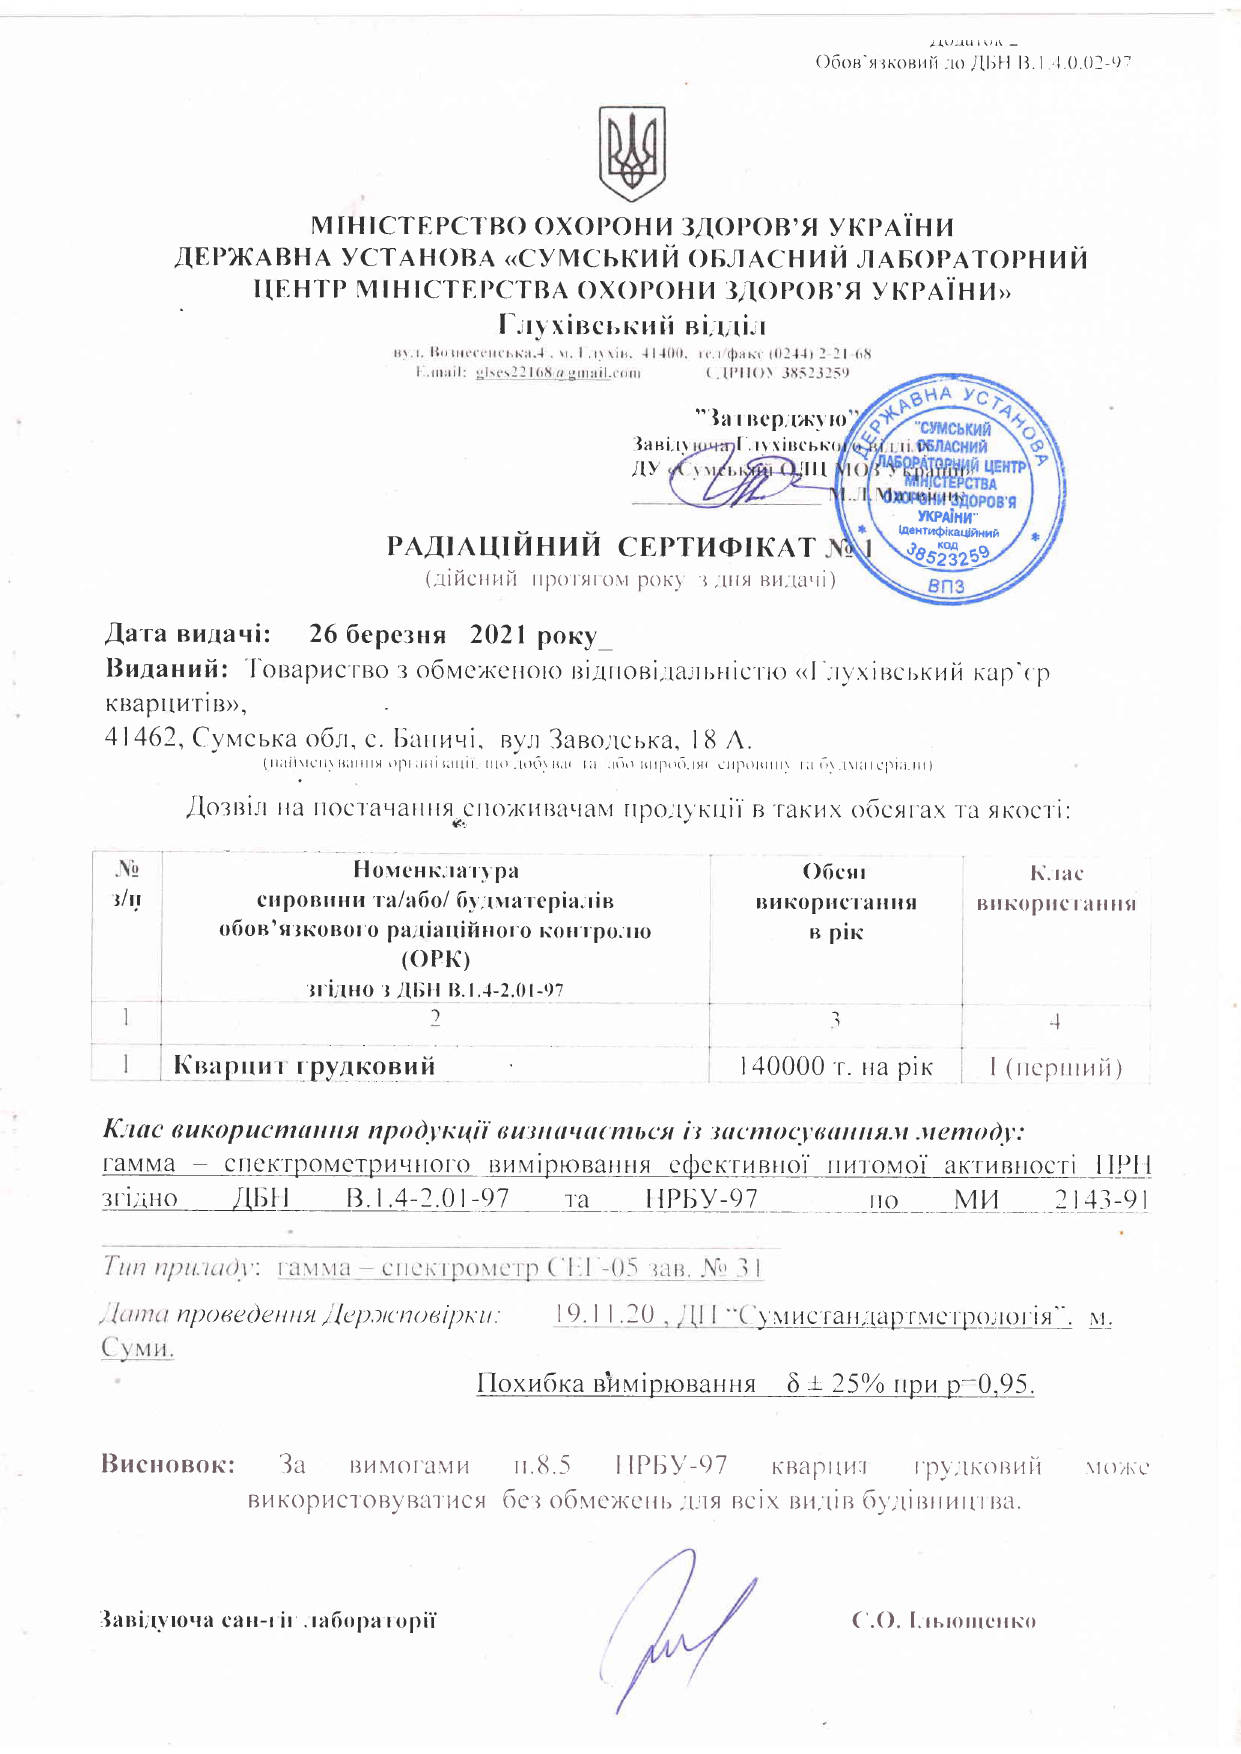 Додаток 2
Обов'язковий до ДБН В.1.4.0.02-97
МІНІСТЕРСТВО ОХОРОНИ ЗДОРОВ'Я УКРАЇНИ
ДЕРЖАВНА УСТАНОВА «СУМСЬКИЙ ОБЛАСНИЙ ЛАБОРАТОРНИЙ
ЦЕНТР МІНІСТЕРСТВА ОХОРОНИ ЗДОРОВ'Я УКРАЇНИ»
Глухівський відділ
вул. Вознесенська,4 , м. Глухів, 41400, тел/факс (0244) 2-21-68
E.mail: glses22168@gmail.com ЄДРПОУ 38523259
"Затверджую"
Завідуюча Глухівського відділу
ДУ «Сумський ОЛЦ МОЗ України»
М.Л.
ДЕРЖАВНА УСТАНОВА
"СУМСЬКИЙ
ОБЛАСНИЙ
ЛАБОРАТОРНИЙ ЦЕНТР
МІНІСТЕРСТВА
ОХОРОНИ ЗДОРОВ'Я
УКРАЇНИ"
Ідентифікаційний
код
38523259
* ВПЗ *
РАДІАЦІЙНИЙ СЕРТИФІКАТ № 1
(дійсний протягом року з дня видачі)
Дата видачі: 26 березня 2021 року_
Виданий: Товариство з обмеженою відповідальністю «Глухівський кар'єр
кварцитів»,
41462, Сумська обл, с. Баничі, вул Заводська, 18 А.
(найменування організації, що добуває та або виробляє сировину та будматеріали)
Дозвіл на постачання споживачам продукції в таких обсягах та якості:
№ з/п Номенклатура сировини та/або/ будматеріалів обов'язкового радіаційного контролю (ОРК) згідно з ДБН В.1.4-2.01-97 Обсяг використання в рік Клас використання
1 2 3 4
1 Кварцит грудковий 140000 т. на рік І (перший)
Клас використання продукції визначається із застосуванням методу:
гамма – спектрометричного вимірювання ефективної питомої активності ПРН
згідно ДБН В.1.4-2.01-97 та НРБУ-97 по МИ 2143-91
Тип приладу: гамма – спектрометр СЕГ-05 зав. № 31
Дата проведення Держповірки: 19.11.20 , ДП "Сумистандартметрологія". м.
Суми.
Похибка вимірювання δ ± 25% при p=0,95.
Висновок: За вимогами п.8.5 НРБУ-97 кварцит грудковий може
використовуватися без обмежень для всіх видів будівництва.
Завідуюча сан-гіг лабораторії С.О. Ільюшенко